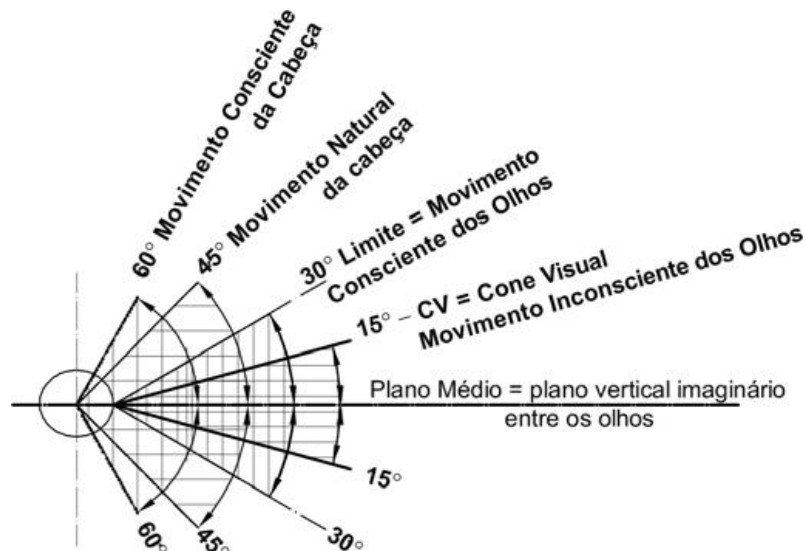 60° Movimento Consciente
da Cabeça
45° Movimento Natural
da cabeça
30° Limite = Movimento
Consciente dos Olhos
15° – CV = Cone Visual
Movimento Inconsciente dos Olhos
Plano Médio = plano vertical imaginário
entre os olhos
15°
30°
45°
60°